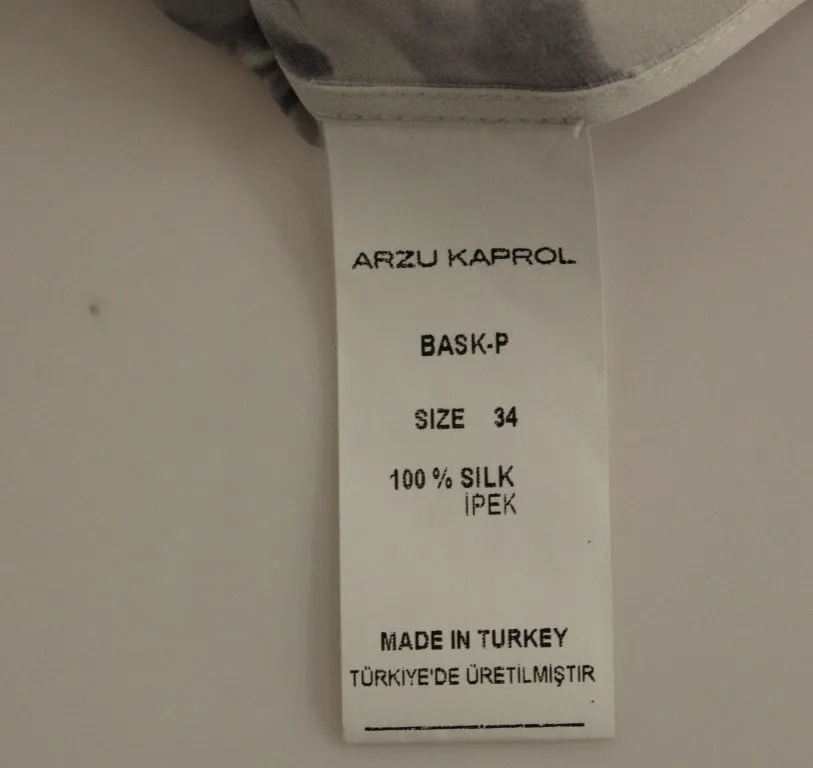 ARZU KAPROL
BASK-P
SIZE 34
100 % SILK
İPEK
MADE IN TURKEY
TÜRKİYE'DE ÜRETİLMİŞTİR